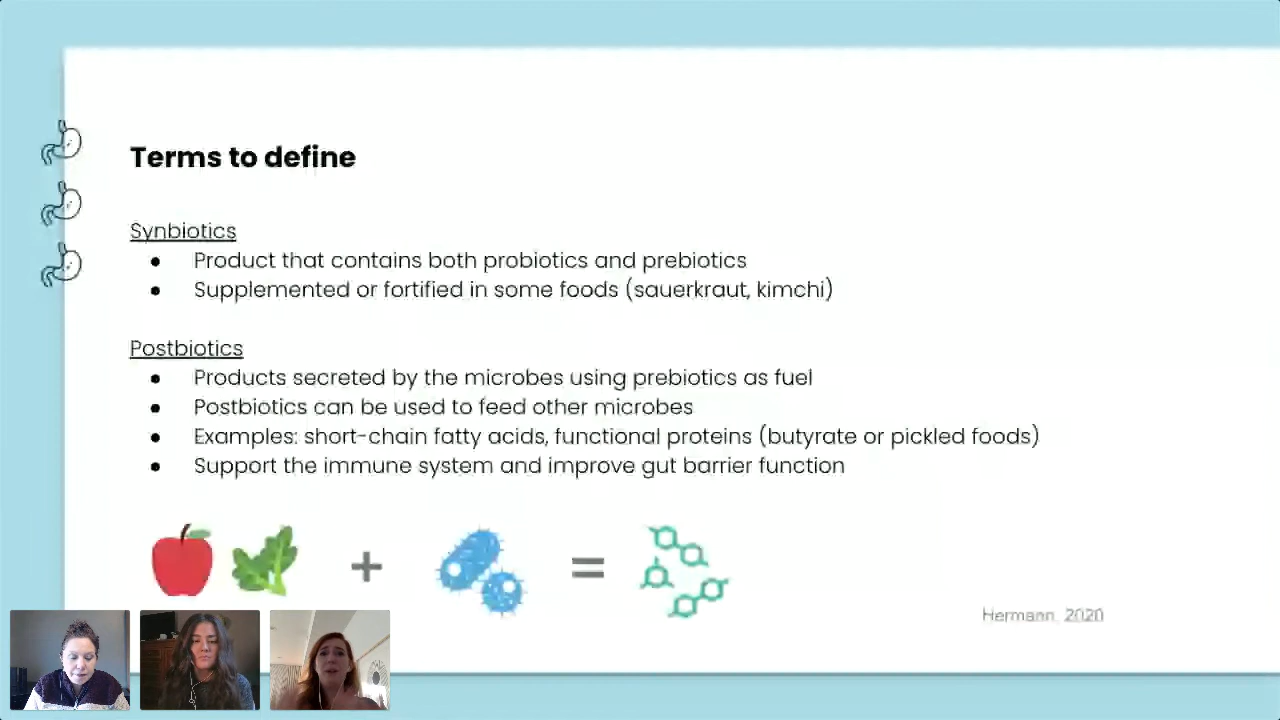 Terms to define
Synbiotics
● Product that contains both probiotics and prebiotics
● Supplemented or fortified in some foods (sauerkraut, kimchi)
Postbiotics
● Products secreted by the microbes using prebiotics as fuel
● Postbiotics can be used to feed other microbes
● Examples: short-chain fatty acids, functional proteins (butyrate or pickled foods)
● Support the immune system and improve gut barrier function
+ =
Hermann, 2020